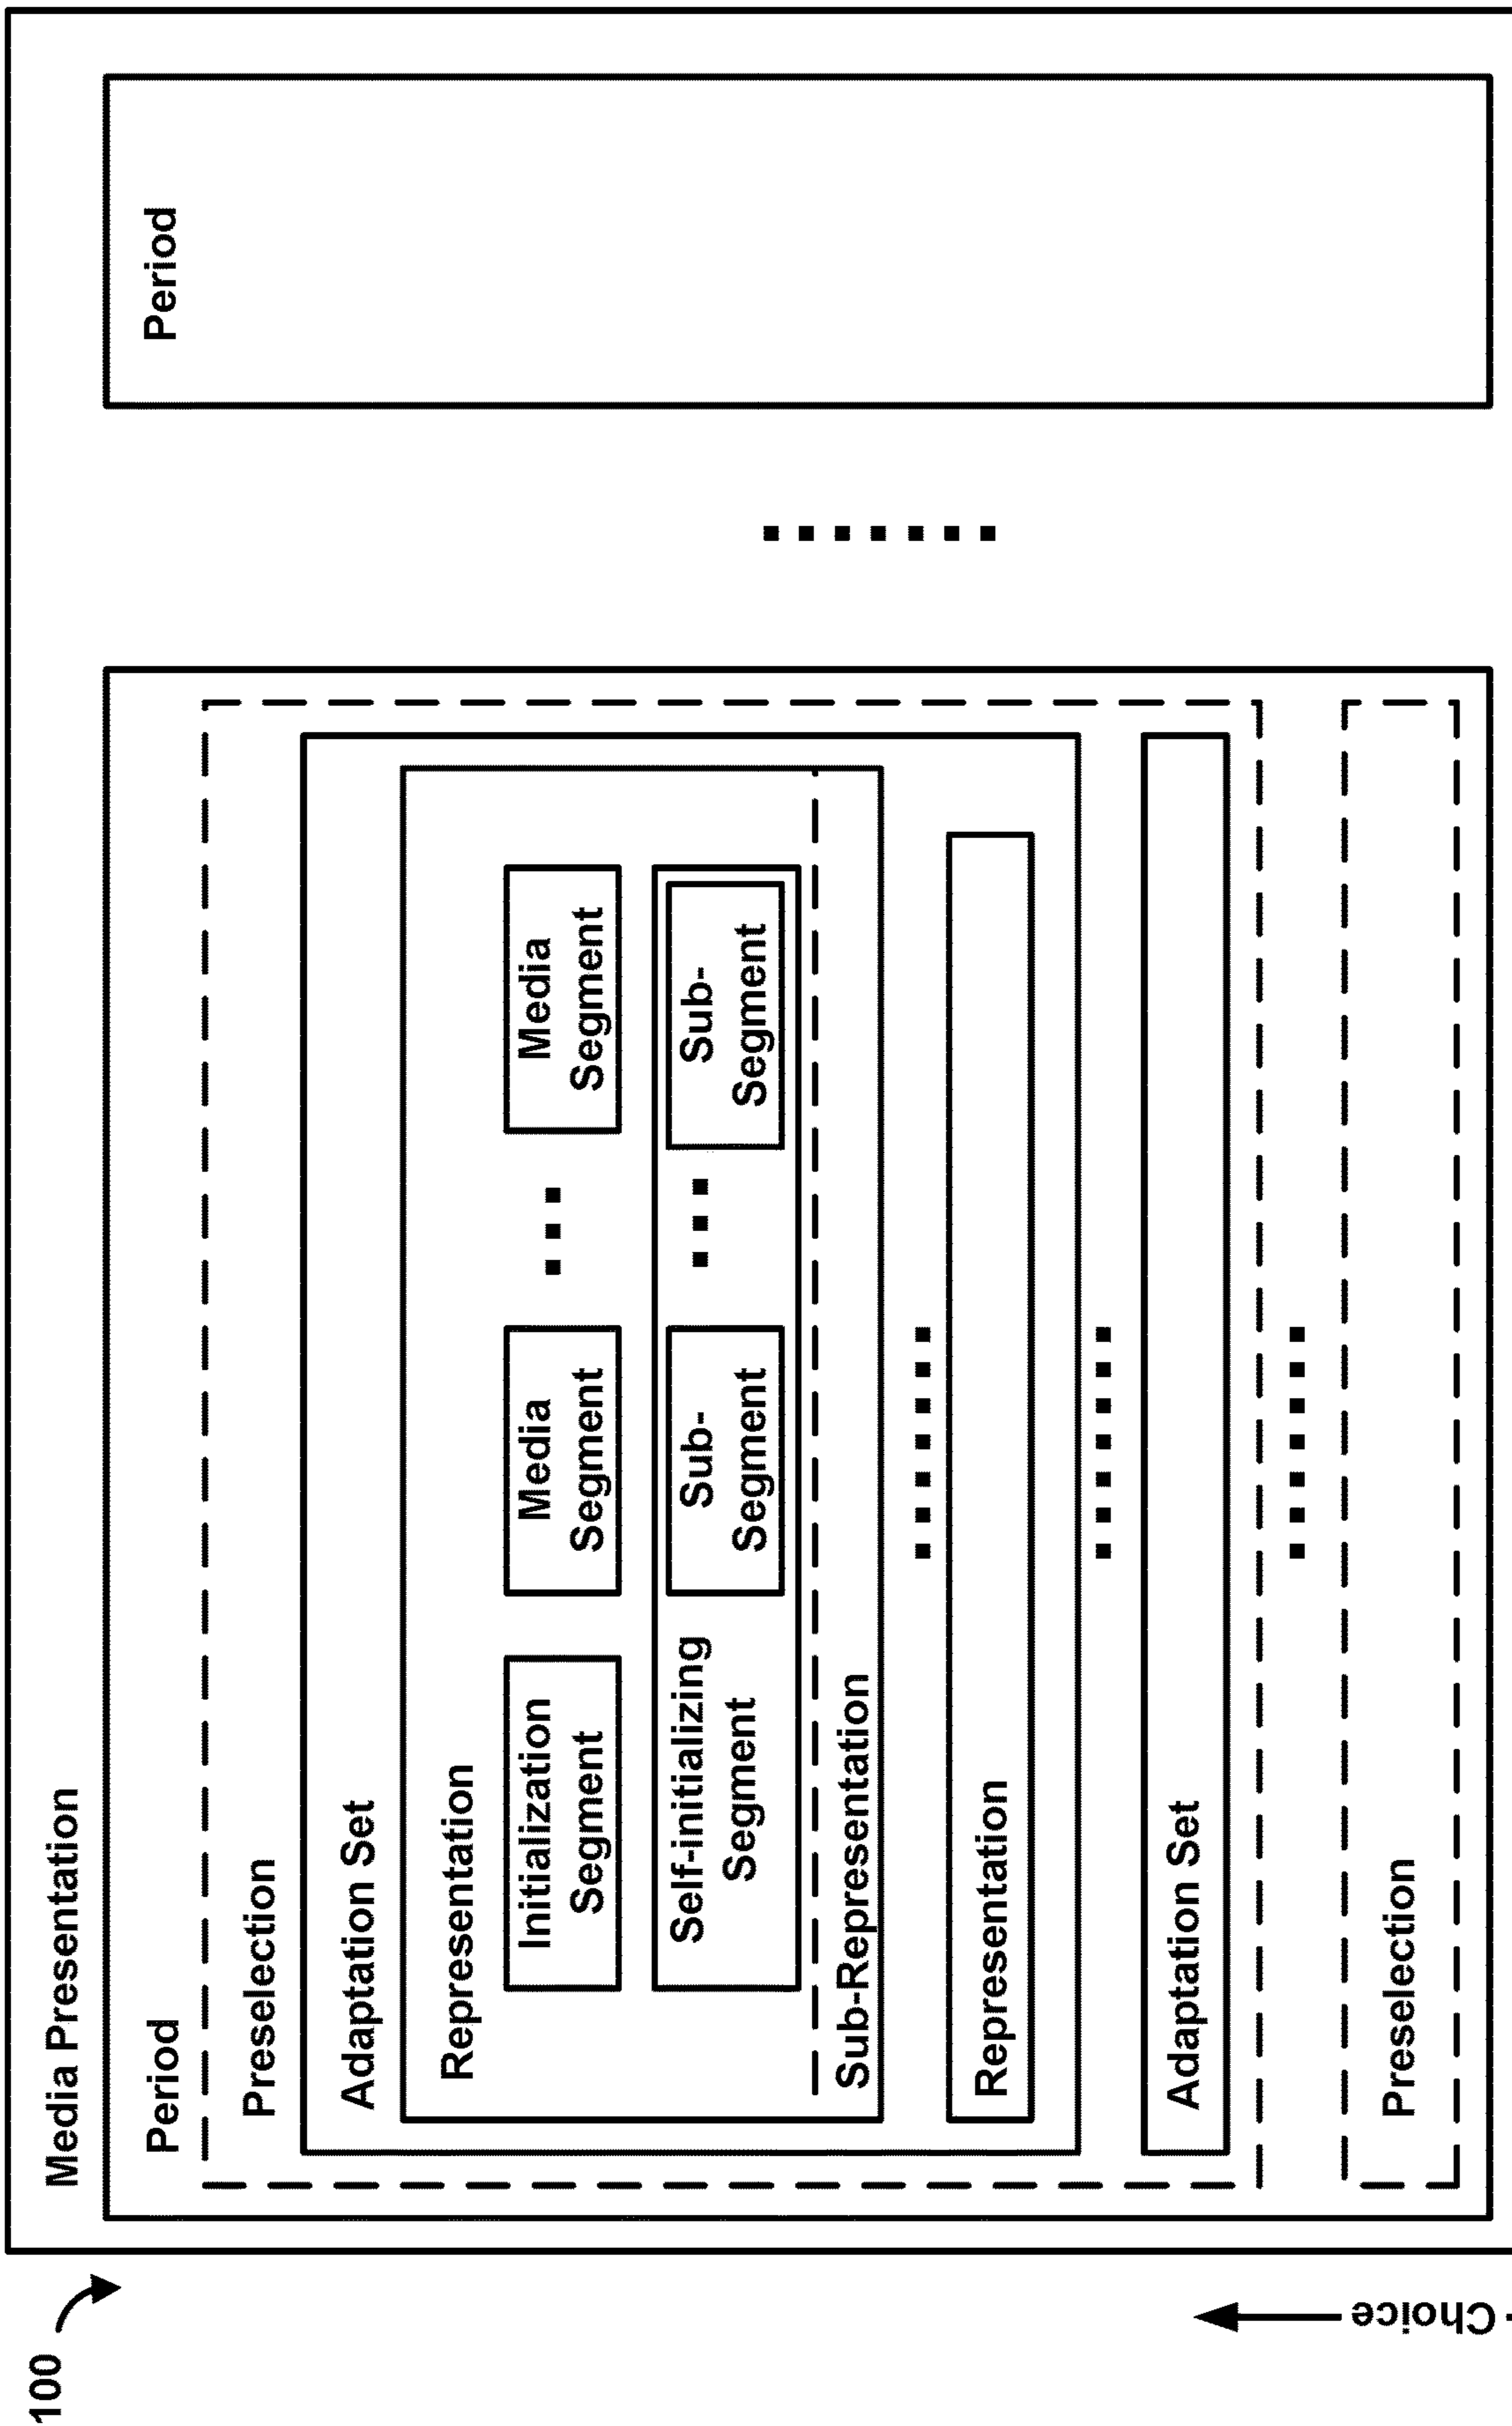 100
Media Presentation
Period
Preselection
Adaptation Set
Representation
Initialization
Segment
Media
Segment
Media
Segment
Self-initializing
Segment
Sub-
Segment
Sub-
Segment
Sub-Representation
Representation
Adaptation Set
Preselection
Period
Choice